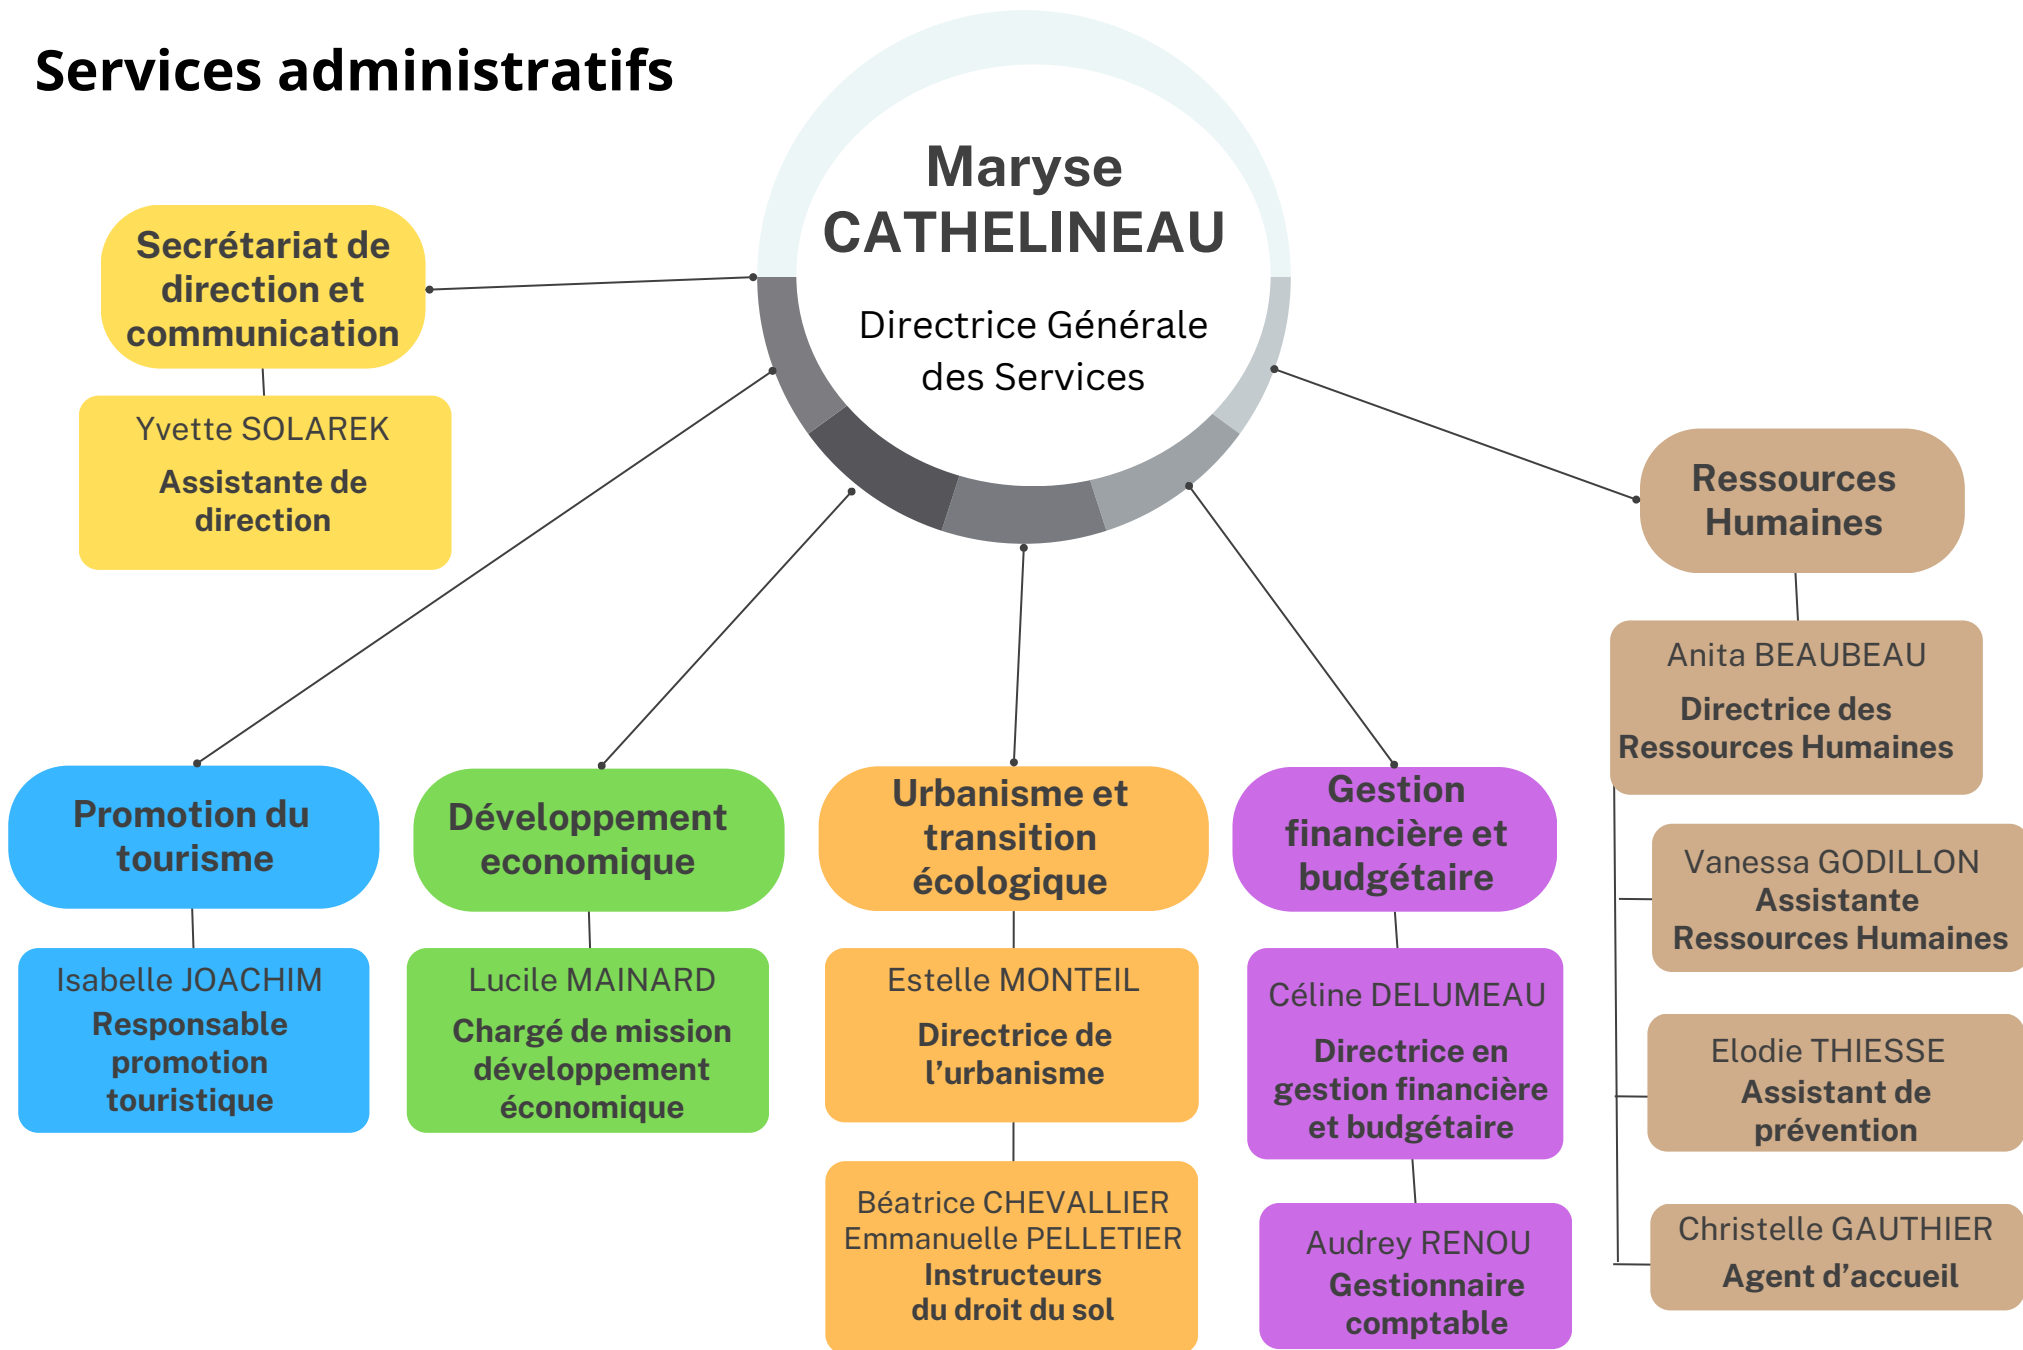 Services administratifs
Maryse
CATHELINEAU
Directrice Générale
des Services
Secrétariat de
direction et
communication
Yvette SOLAREK
Assistante de
direction
Promotion du
tourisme
Isabelle JOACHIM
Responsable
promotion
touristique
Développement
economique
Lucile MAINARD
Chargé de mission
développement
économique
Urbanisme et
transition
écologique
Estelle MONTEIL
Directrice de
l’urbanisme
Béatrice CHEVALLIER
Emmanuelle PELLETIER
Instructeurs
du droit du sol
Gestion
financière et
budgétaire
Céline DELUMEAU
Directrice en
gestion financière
et budgétaire
Audrey RENOU
Gestionnaire
comptable
Ressources
Humaines
Anita BEAUBEAU
Directrice des
Ressources Humaines
Vanessa GODILLON
Assistante
Ressources Humaines
Elodie THIESSE
Assistant de
prévention
Christelle GAUTHIER
Agent d’accueil